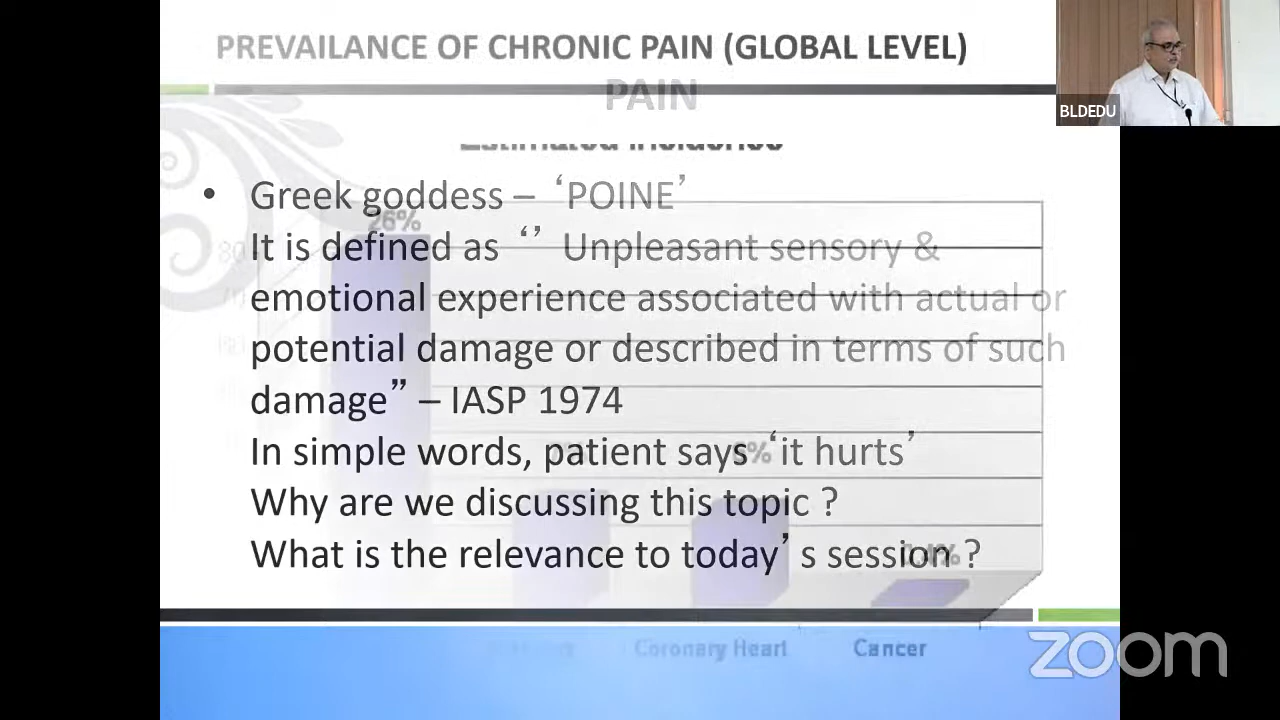 PREVAILANCE OF CHRONIC PAIN (GLOBAL LEVEL)
PAIN
Estimated Incidence
• Greek goddess – ‘POINE’
26%
It is defined as ‘’ Unpleasant sensory &
emotional experience associated with actual or
potential damage or described in terms of such
damage” – IASP 1974
In simple words, patient says ‘it hurts’
Why are we discussing this topic ?
What is the relevance to today’s session ?
Coronary Heart
Cancer
BLDEDU
zoom